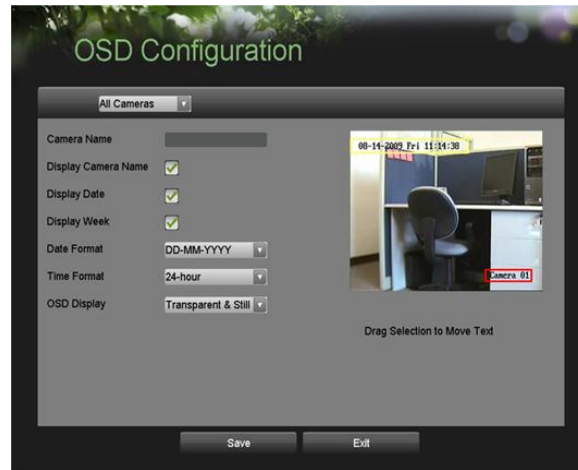 OSD Configuration
All Cameras
Camera Name
Display Camera Name
Display Date
Display Week
Date Format DD-MM-YYYY
Time Format 24-hour
OSD Display Transparent & Still
08-14-2009 Fri 11:14:38
Camera 01
Drag Selection to Move Text
Save Exit